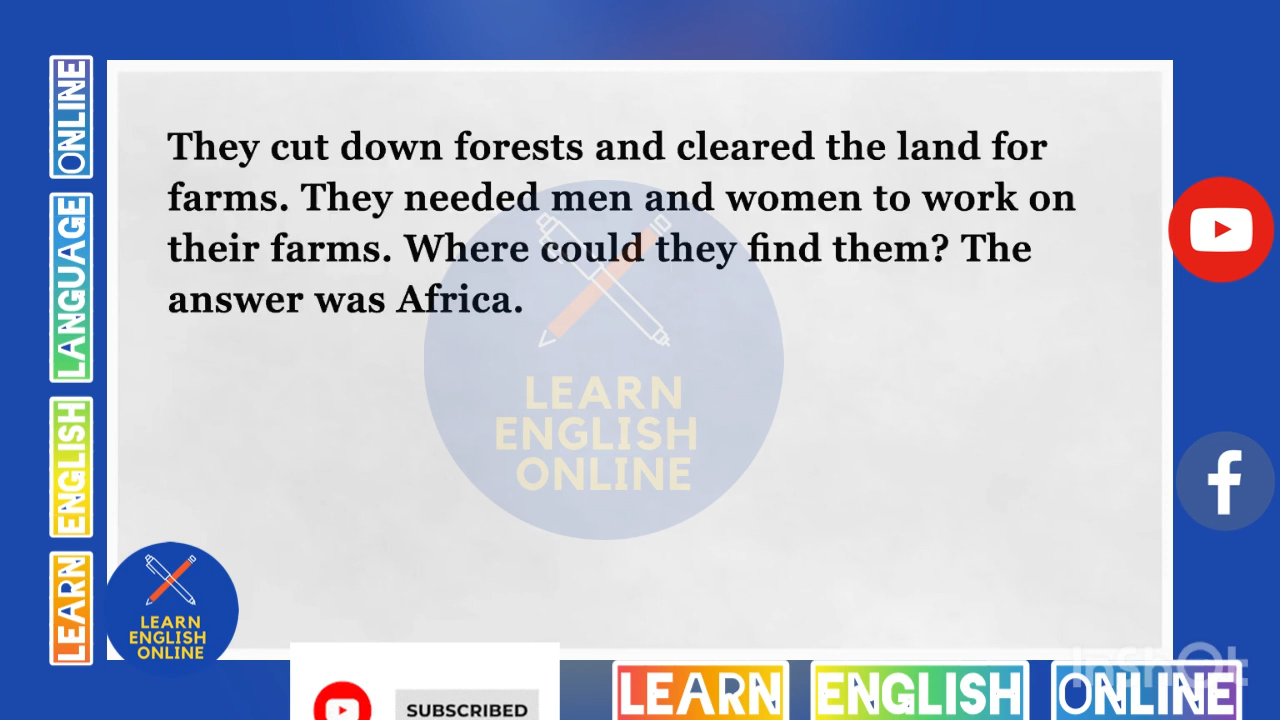 They cut down forests and cleared the land for
farms. They needed men and women to work on
their farms. Where could they find them? The
answer was Africa.
LEARN
ENGLISH
ONLINE
LEARN ENGLISH LANGUAGE ONLINE
LEARN
ENGLISH
ONLINE
SUBSCRIBED
LEARN ENGLISH ONLINE
InShOt